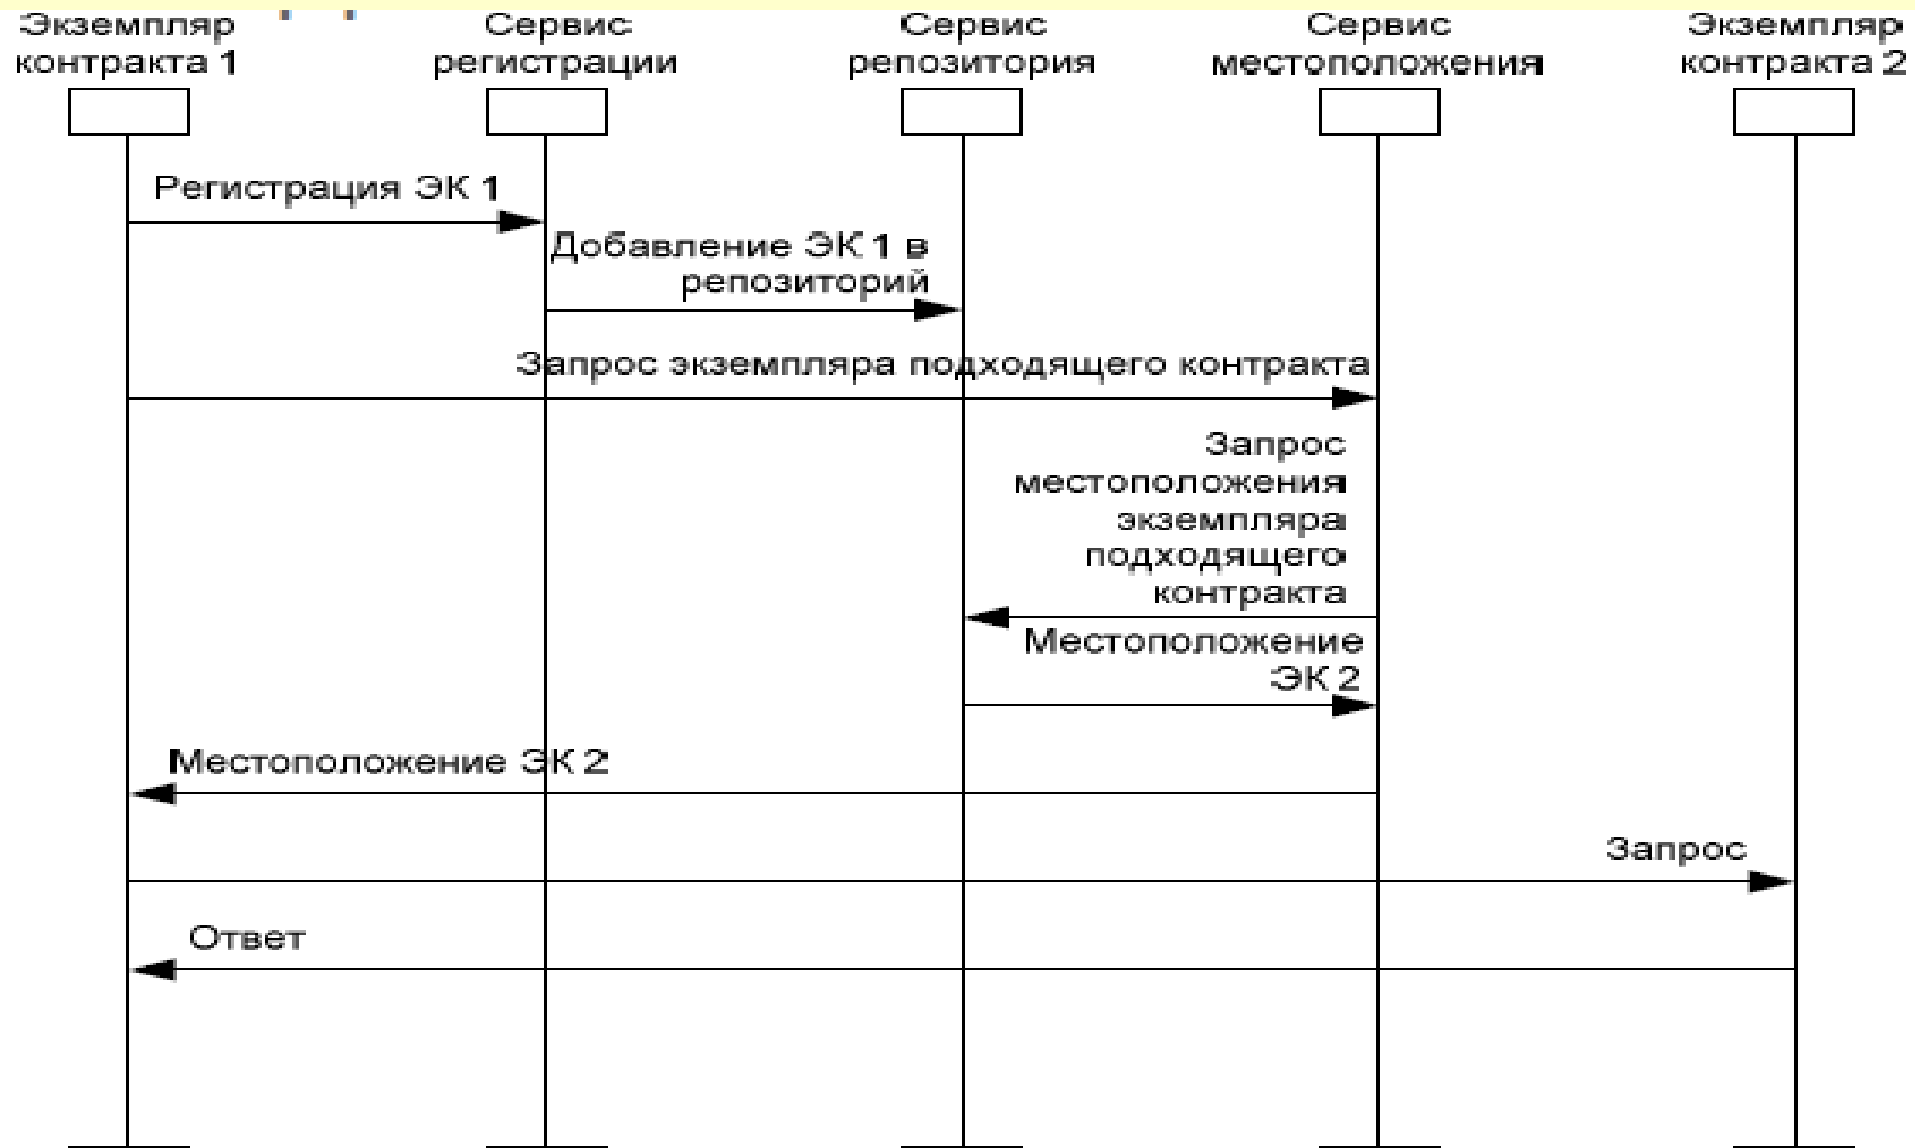 Экземпляр
контракта 1
Сервис
регистрации
Сервис
репозитория
Сервис
местоположения
Экземпляр
контракта 2
Регистрация ЭК 1
Добавление ЭК 1 в
репозиторий
Запрос экземпляра подходящего контракта
Запрос
местоположения
экземпляра
подходящего
контракта
Местоположение
ЭК 2
Местоположение ЭК 2
Запрос
Ответ